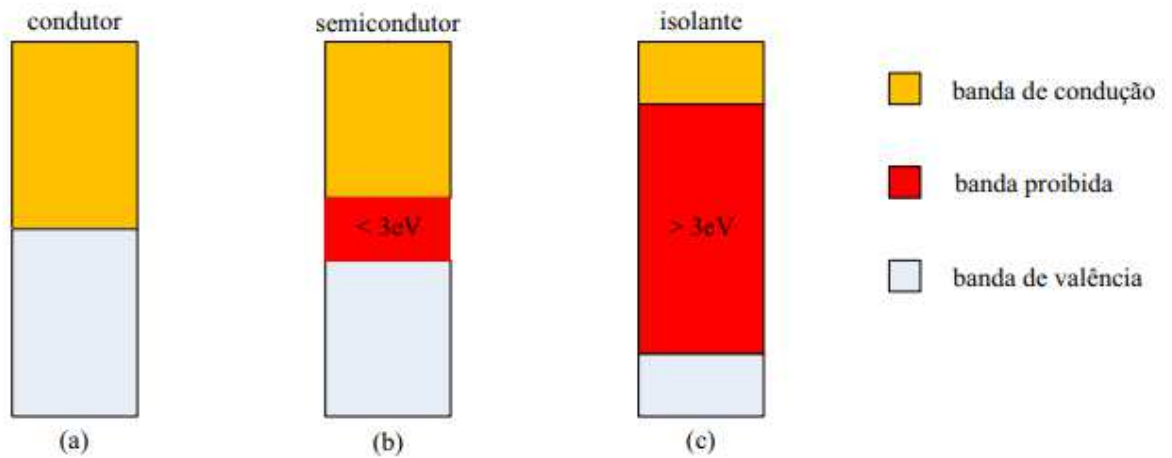 condutor
semicondutor
isolante
banda de condução
banda proibida
< 3eV
> 3eV
banda de valência
(a)
(b)
(c)